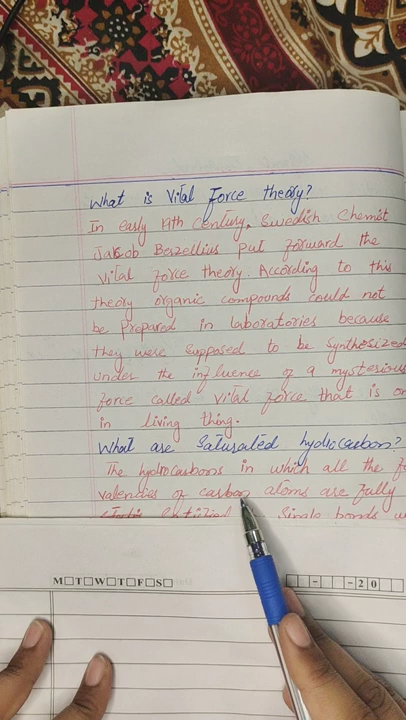 What is Vital Force theory?
In early 19th Century, Swedish Chemist
Jakob Berzellius put forward the
Vital force theory. According to this
theory organic compounds could not
be prepared in laboratories because
they were supposed to be synthesized
under the influence of a mysterious
force called vital force that is
in living thing.
What are Saturated hydrocarbon?
The hydrocarbons in which all the
valencies of carbon atoms are fully
single bonds
M T W T F S
20